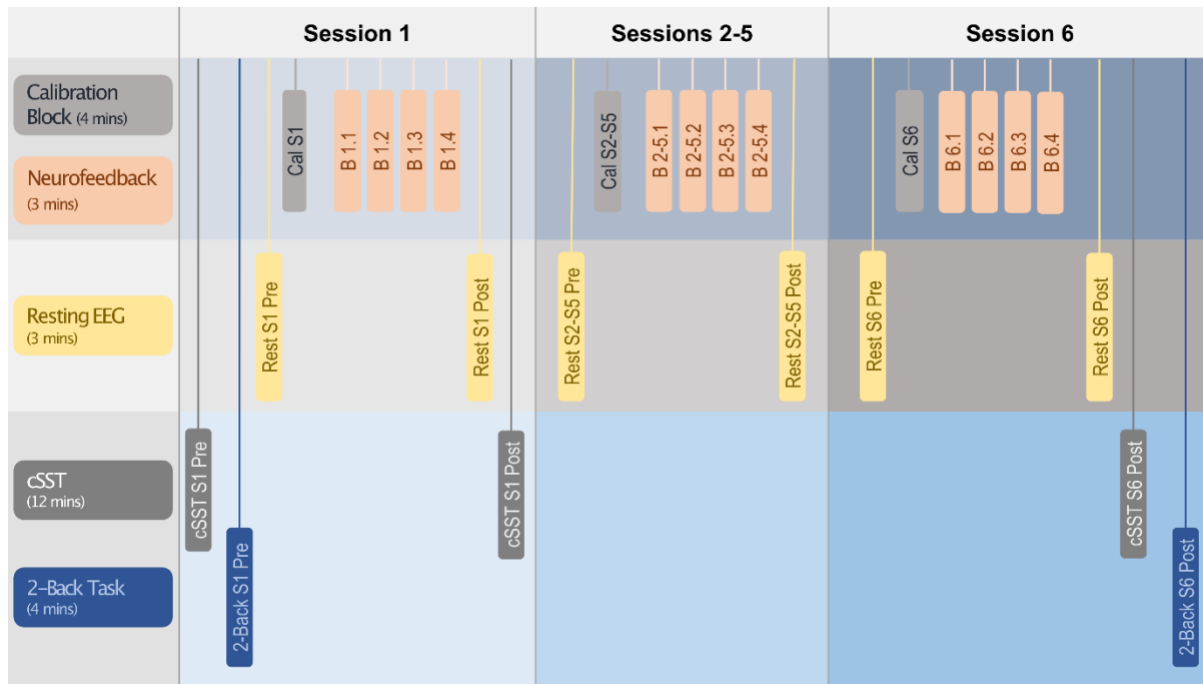 Session 1
Sessions 2-5
Session 6
Calibration
Block (4 mins)
Neurofeedback
(3 mins)
Resting EEG
(3 mins)
cSST
(12 mins)
2-Back Task
(4 mins)
cSST S1 Pre
2-Back S1 Pre
Rest S1 Pre
Cal S1
B 1.1
B 1.2
B 1.3
B 1.4
Rest S1 Post
cSST S1 Post
Rest S2-S5 Pre
Cal S2-S5
B 2-5.1
B 2-5.2
B 2-5.3
B 2-5.4
Rest S2-S5 Post
Rest S6 Pre
Cal S6
B 6.1
B 6.2
B 6.3
B 6.4
Rest S6 Post
cSST S6 Post
2-Back S6 Post